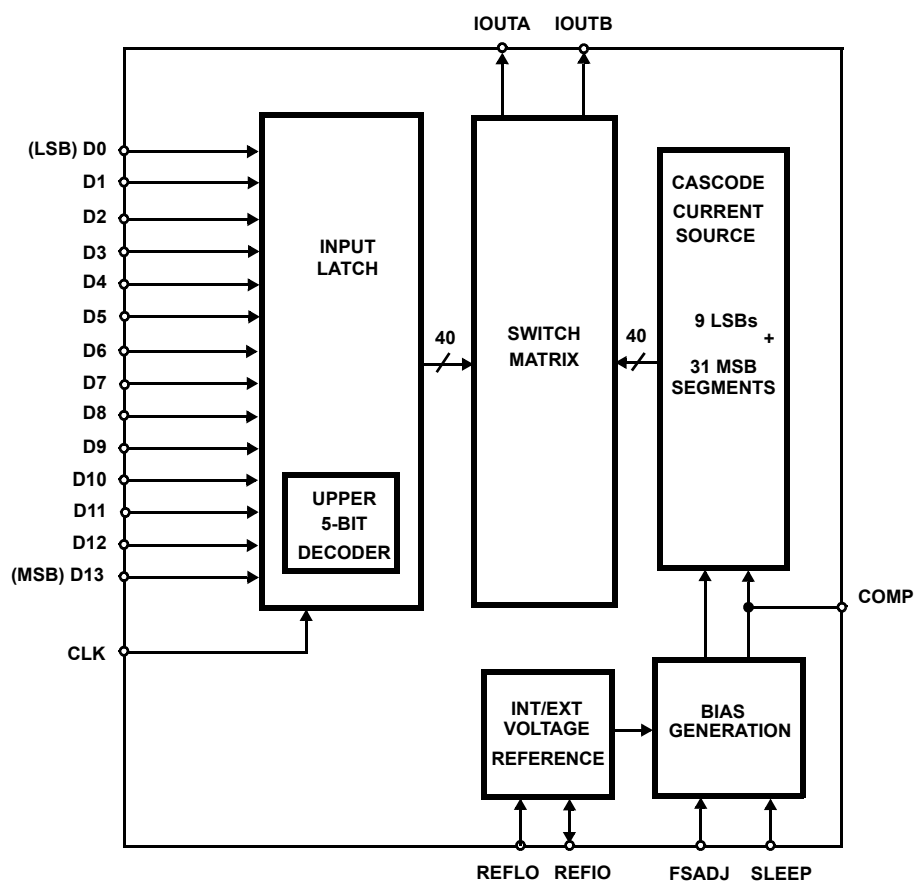 IOUTA IOUTB
(LSB) D0
D1
D2
D3
D4
D5
D6
D7
D8
D9
D10
D11
D12
(MSB) D13
CLK
INPUT
LATCH
UPPER
5-BIT
DECODER
40
SWITCH
MATRIX
40
CASCODE
CURRENT
SOURCE
9 LSBs
+
31 MSB
SEGMENTS
COMP
INT/EXT
VOLTAGE
REFERENCE
BIAS
GENERATION
REFLO REFIO FSADJ SLEEP